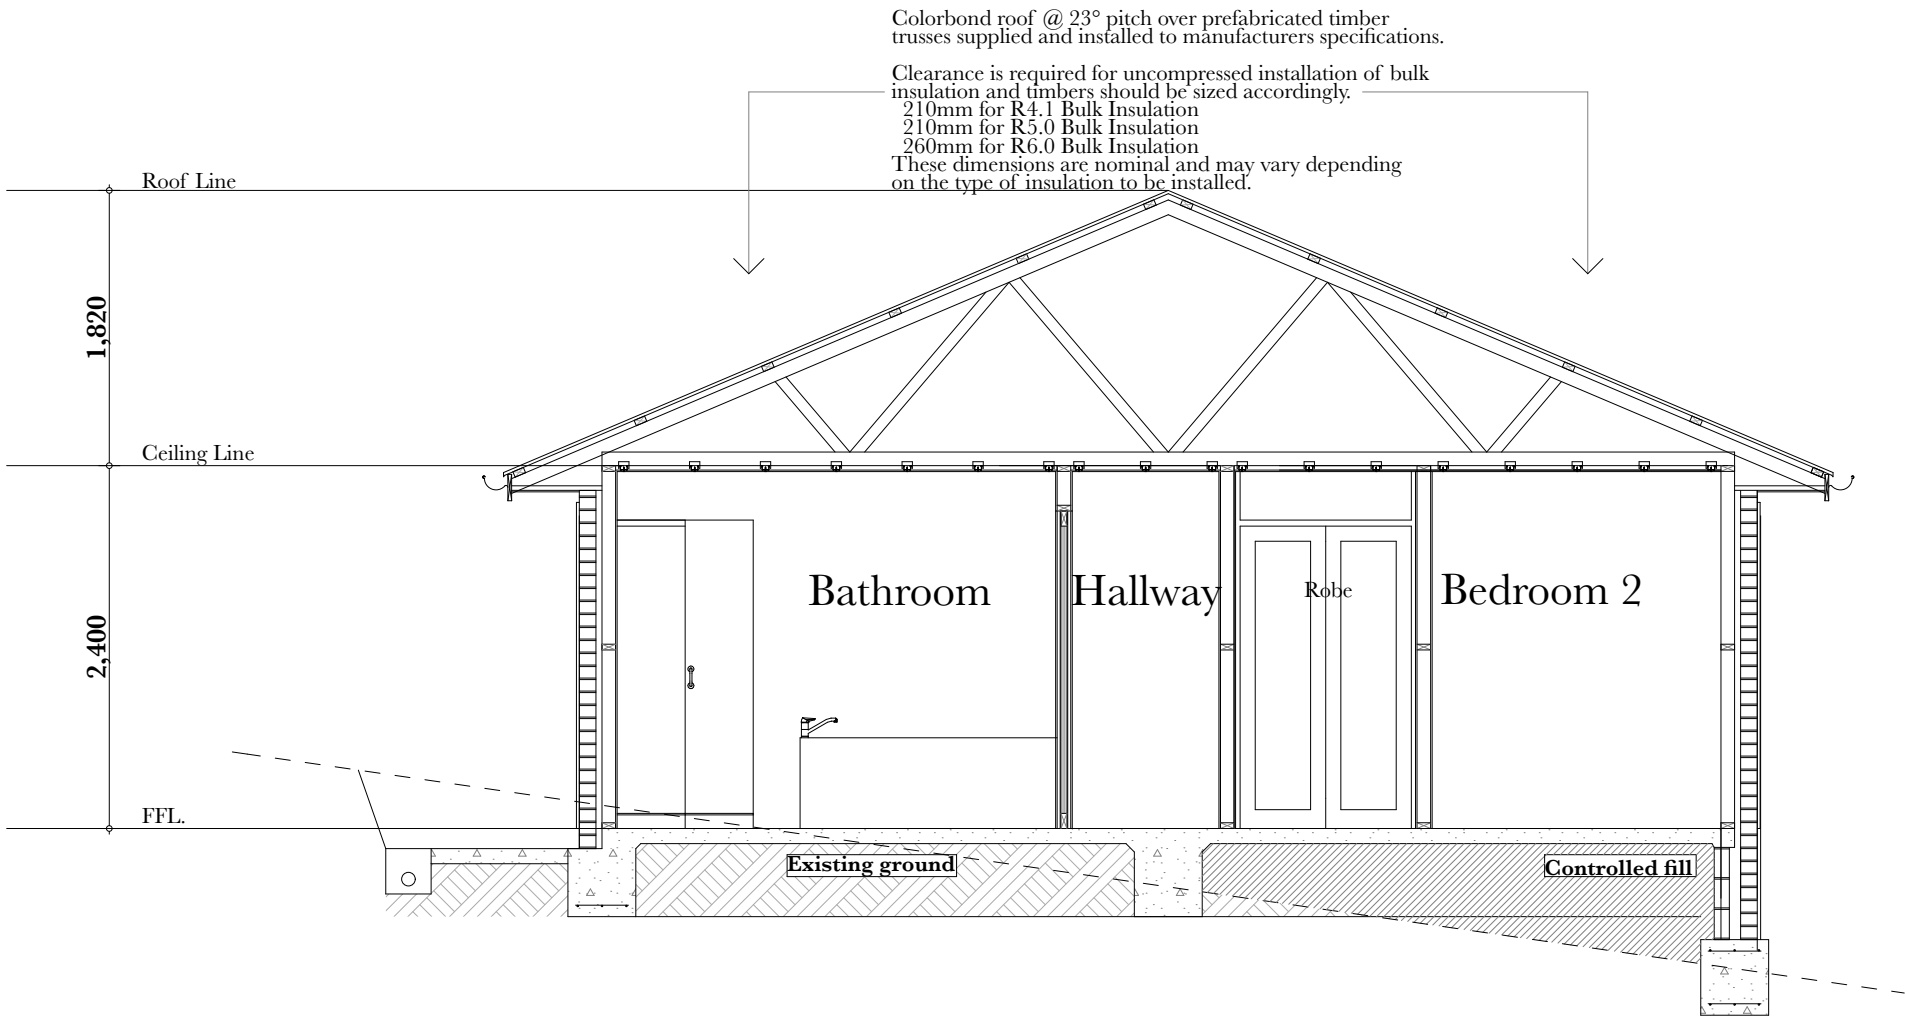 Colorbond roof @ 23° pitch over prefabricated timber
trusses supplied and installed to manufacturers specifications.
Clearance is required for uncompressed installation of bulk
insulation and timbers should be sized accordingly.
210mm for R4.1 Bulk Insulation
210mm for R5.0 Bulk Insulation
260mm for R6.0 Bulk Insulation
These dimensions are nominal and may vary depending
on the type of insulation to be installed.
Roof Line
1,820
Ceiling Line
Bathroom
Hallway
Robe
Bedroom 2
2,400
FFL.
Existing ground
Controlled fill